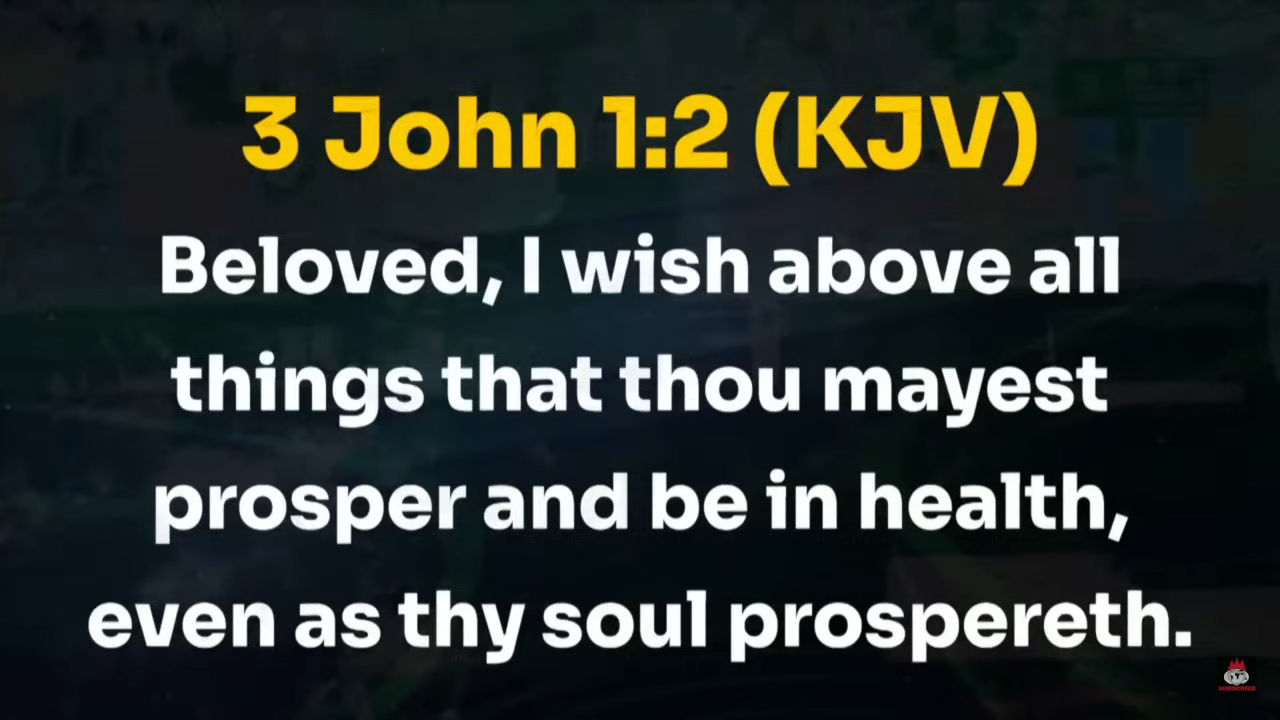 3 John 1:2 (KJV)
Beloved, I wish above all
things that thou mayest
prosper and be in health,
even as thy soul prospereth.
SUBSCRIBE